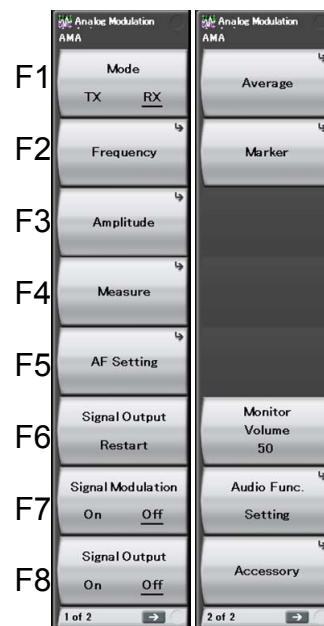 Analog Modulation
AMA
F1
Mode
TX RX
F2
Frequency
F3
Amplitude
F4
Measure
F5
AF Setting
F6
Signal Output
Restart
F7
Signal Modulation
On Off
F8
Signal Output
On Off
1 of 2
Analog Modulation
AMA
Average
Marker
Monitor
Volume
50
Audio Func.
Setting
Accessory
2 of 2